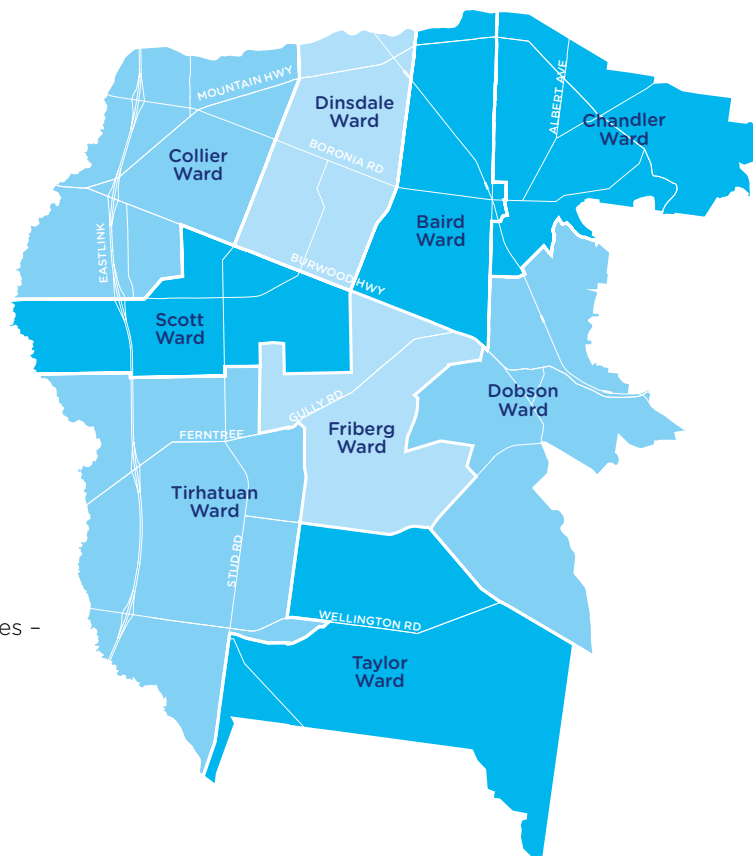 MOUNTAIN HWY
Dinsdale
Ward
ALBERT AVE
Chandler
Ward
Collier
Ward
BORONIA RD
Baird
Ward
EASTLINK
BURWOOD HWY
Scott
Ward
Dobson
Ward
GULLY RD
FERNTREE
Friberg
Ward
Tirhatuan
Ward
STUD RD
es –
WELLINGTON RD
Taylor
Ward